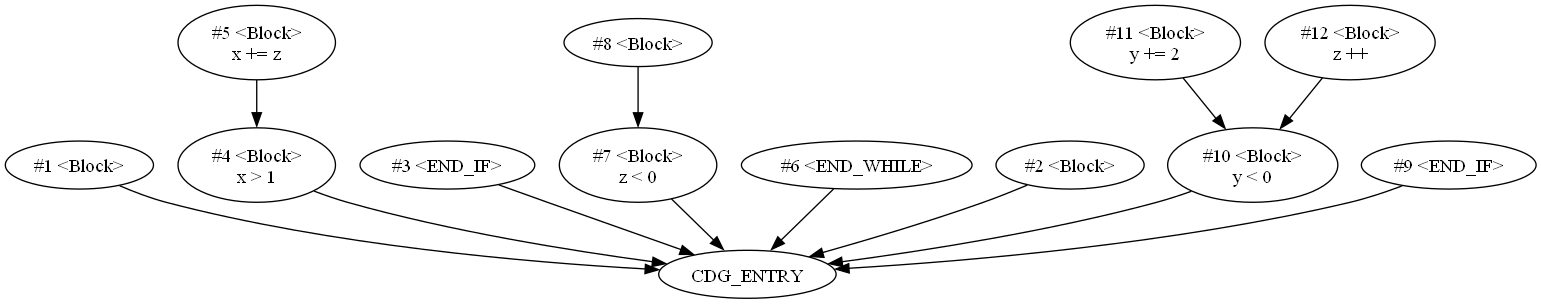 #5 <Block>
x += z
#8 <Block>
#11 <Block>
y += 2
#12 <Block>
z ++
#1 <Block>
#4 <Block>
x > 1
#3 <END_IF>
#7 <Block>
z < 0
#6 <END_WHILE>
#2 <Block>
#10 <Block>
y < 0
#9 <END_IF>
CDG_ENTRY